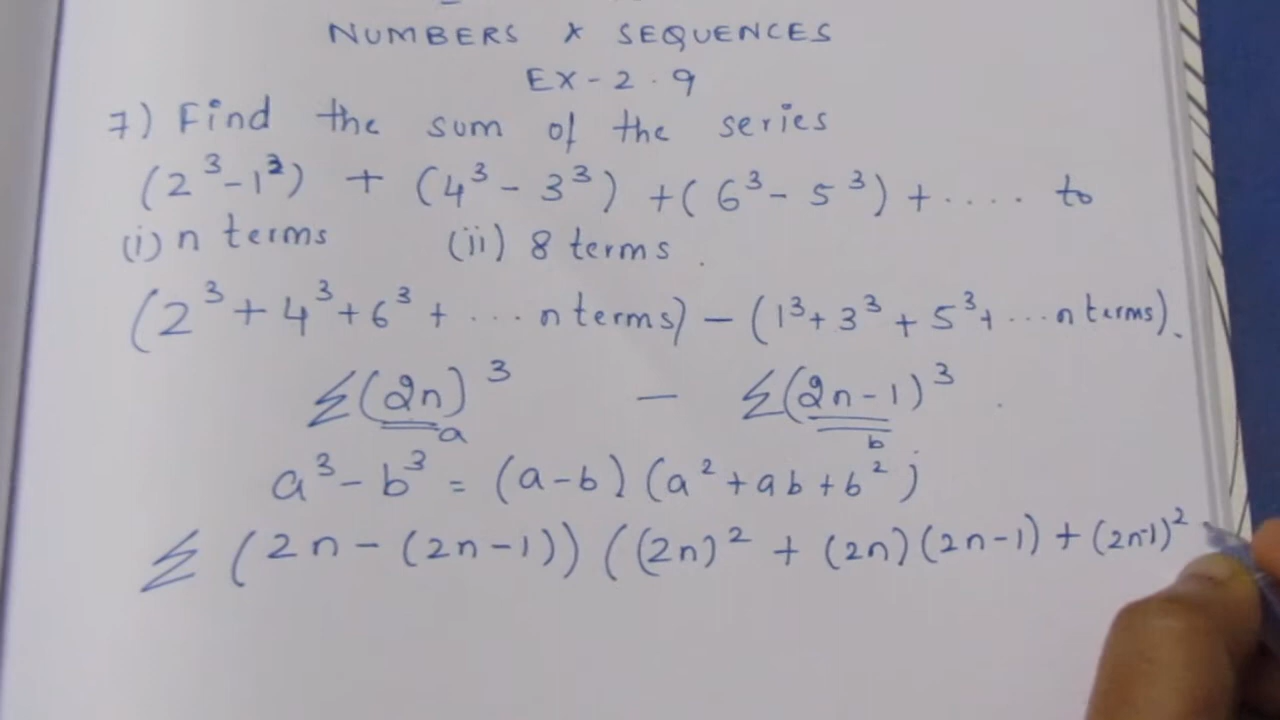 NUMBERS & SEQUENCES
EX-2.9
7) Find the sum of the series
(2³-1³) + (4³-3³) + (6³-5³) + .... to
(i) n terms (ii) 8 terms.
(2³+4³+6³+ ... n terms) - (1³+3³+5³+ ... n terms).
Σ(2n)³ - Σ(2n-1)³.
a b
a³-b³ = (a-b)(a²+ab+b²)
Σ (2n-(2n-1))((2n)² + (2n)(2n-1) + (2n-1)²